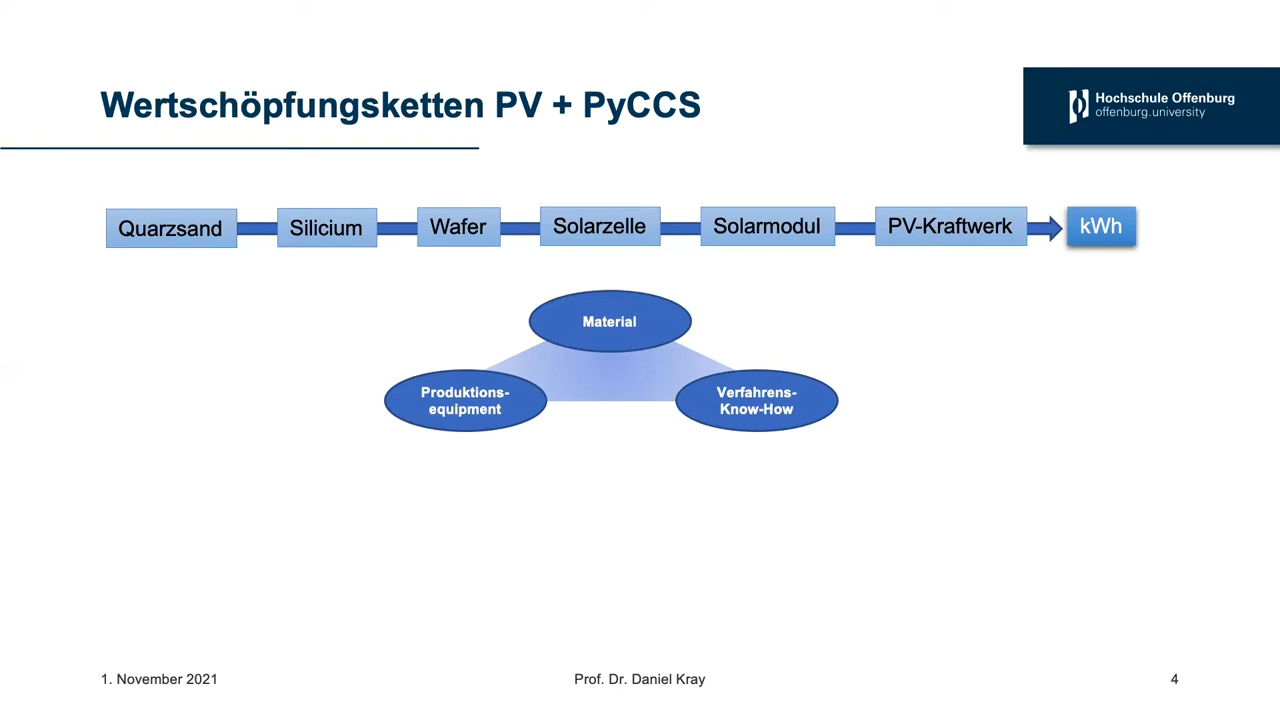 Wertschöpfungsketten PV + PyCCS
Hochschule Offenburg
offenburg.university
Quarzsand
Silicium
Wafer
Solarzelle
Solarmodul
PV-Kraftwerk
kWh
Material
Produktions-
equipment
Verfahrens-
Know-How
1. November 2021
Prof. Dr. Daniel Kray
4